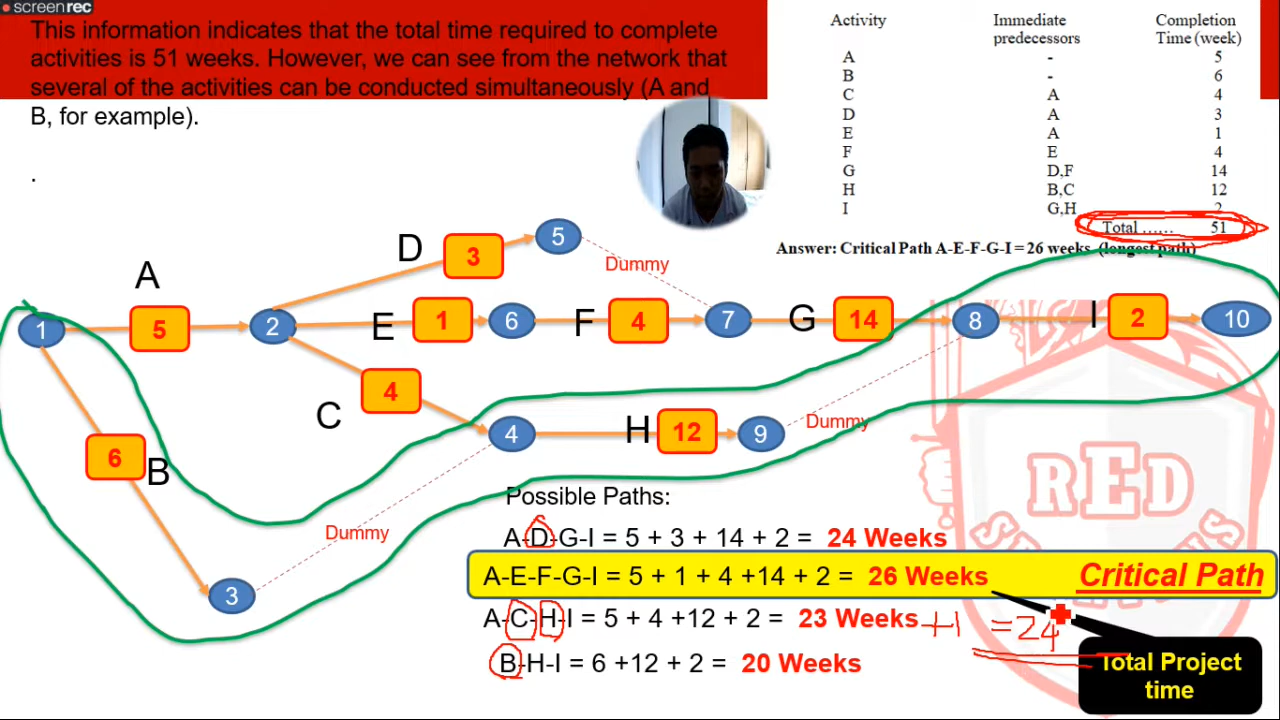 screenrec
This information indicates that the total time required to complete
activities is 51 weeks. However, we can see from the network that
several of the activities can be conducted simultaneously (A and
B, for example).
.
Activity Immediate predecessors Completion Time (week)
A - 5
B - 6
C A 4
D A 3
E A 1
F E 4
G D,F 14
H B,C 12
I G,H 2
Total ...... 51
Answer: Critical Path A-E-F-G-I = 26 weeks (longest path)
D 3 5
Dummy
A
1 5 2 E 1 6 F 4 7 G 14 8 I 2 10
C 4
4 H 12 9 Dummy
6 B
Dummy
3
Possible Paths:
A-D-G-I = 5 + 3 + 14 + 2 = 24 Weeks
A-E-F-G-I = 5 + 1 + 4 +14 + 2 = 26 Weeks Critical Path
A-C-H-I = 5 + 4 +12 + 2 = 23 Weeks +1 =24
B-H-I = 6 +12 + 2 = 20 Weeks
Total Project
time
RED